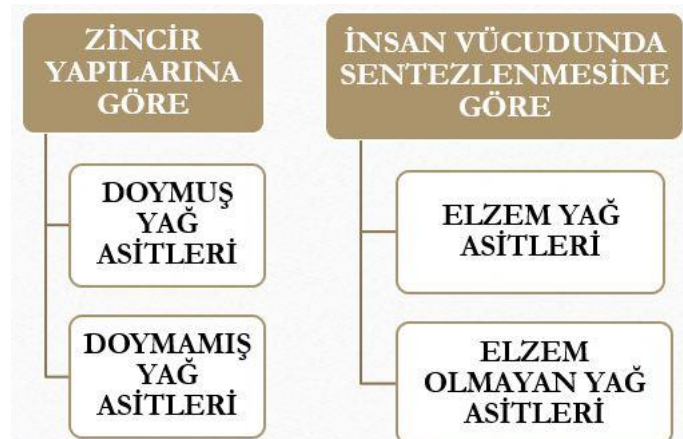 ZİNCİR
YAPILARINA
GÖRE
DOYMUŞ
YAĞ
ASİTLERİ
DOYMAMIŞ
YAĞ
ASİTLERİ
İNSAN VÜCUDUNDA
SENTEZLENMESİNE
GÖRE
ELZEM YAĞ
ASİTLERİ
ELZEM
OLMAYAN YAĞ
ASİTLERİ